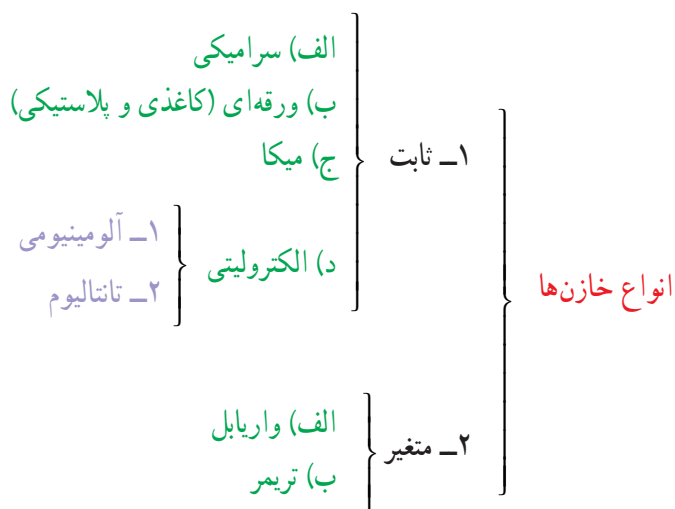 انواع خازن‌ها
۱ــ ثابت
الف) سرامیکی
ب) ورقه‌ای (کاغذی و پلاستیکی)
ج) میکا
د) الکترولیتی
۱ــ آلومینیومی
۲ــ تانتالیوم
۲ــ متغیر
الف) واریابل
ب) تریمر